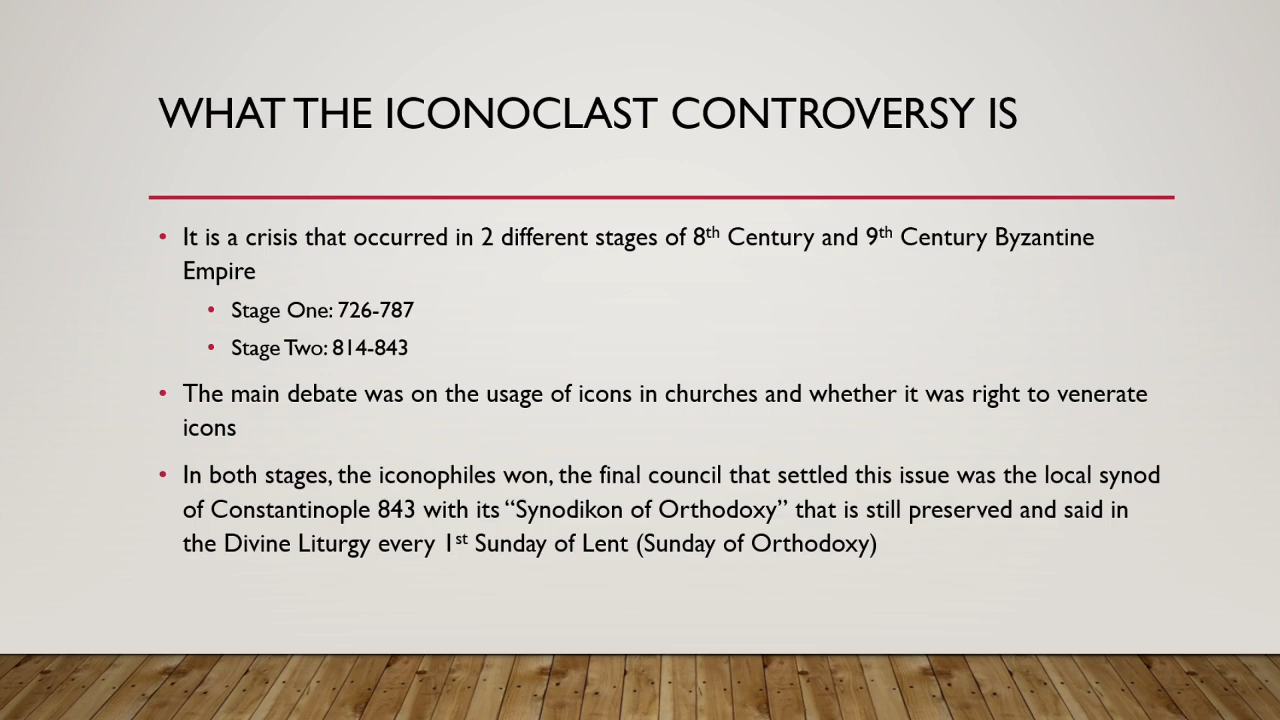 WHAT THE ICONOCLAST CONTROVERSY IS
• It is a crisis that occurred in 2 different stages of 8th Century and 9th Century Byzantine
Empire
• Stage One: 726-787
• Stage Two: 814-843
• The main debate was on the usage of icons in churches and whether it was right to venerate
icons
• In both stages, the iconophiles won, the final council that settled this issue was the local synod
of Constantinople 843 with its “Synodikon of Orthodoxy” that is still preserved and said in
the Divine Liturgy every 1st Sunday of Lent (Sunday of Orthodoxy)